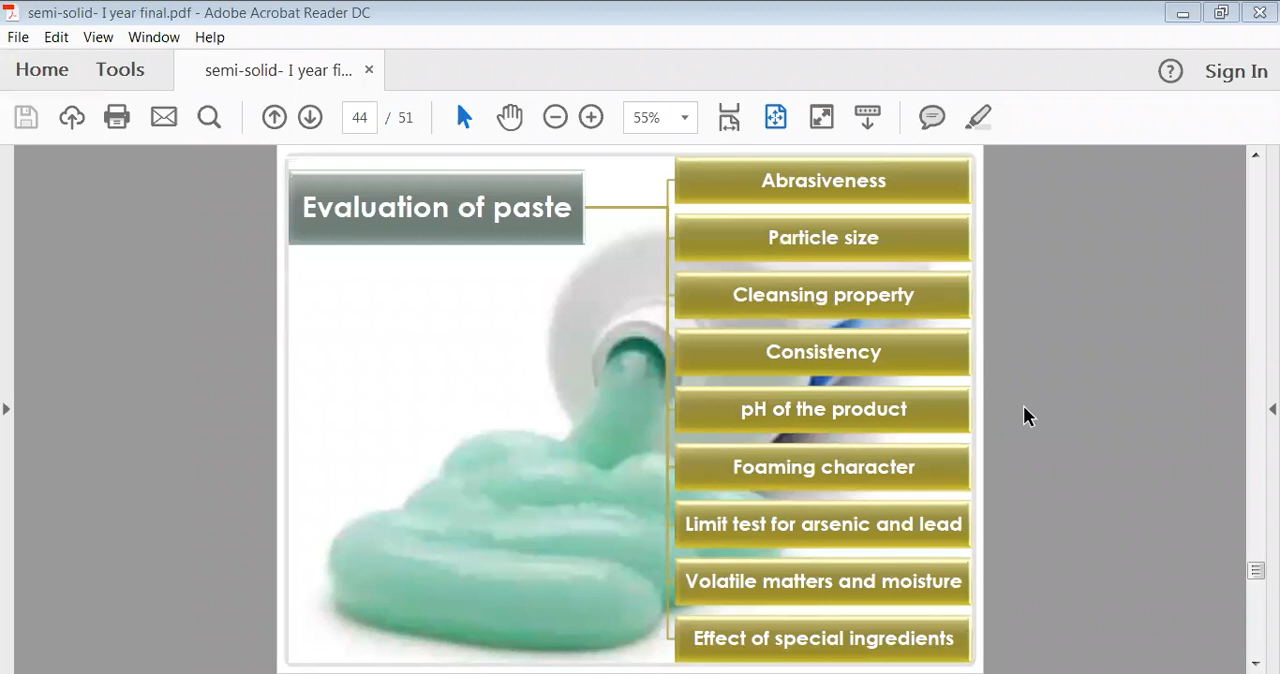 semi-solid- I year final.pdf - Adobe Acrobat Reader DC
File Edit View Window Help
Home Tools semi-solid- I year fi... × ? Sign In
44 / 51 55%
Evaluation of paste
Abrasiveness
Particle size
Cleansing property
Consistency
pH of the product
Foaming character
Limit test for arsenic and lead
Volatile matters and moisture
Effect of special ingredients